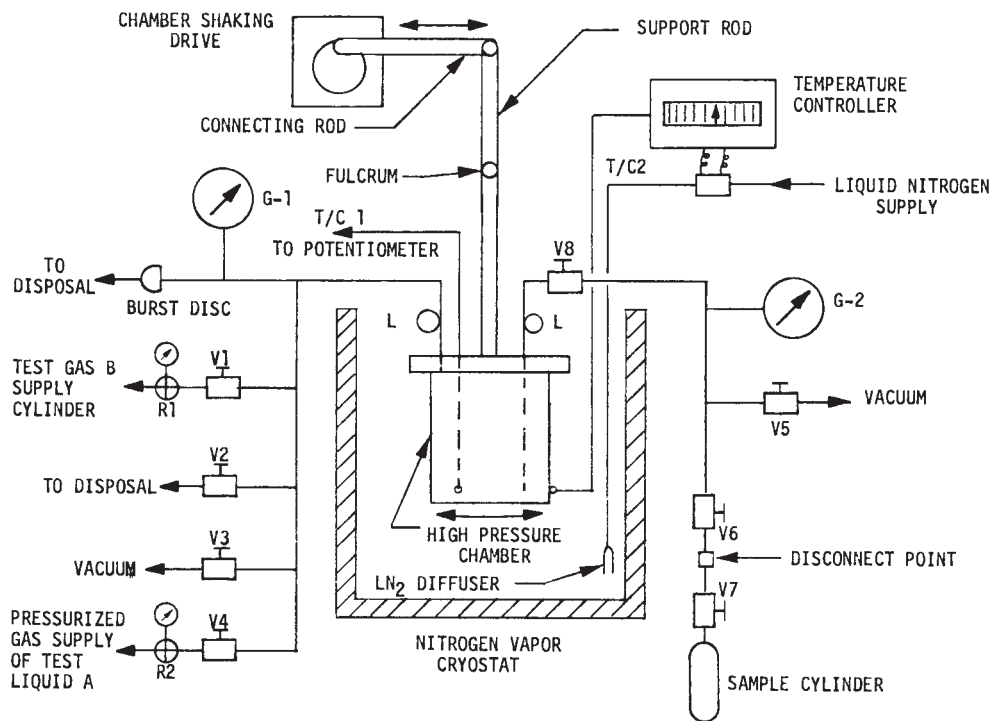 CHAMBER SHAKING
DRIVE
SUPPORT ROD
TEMPERATURE
CONTROLLER
CONNECTING ROD
FULCRUM
T/C2
LIQUID NITROGEN
SUPPLY
G-1
T/C 1
TO POTENTIOMETER
V8
TO
DISPOSAL
BURST DISC
L
L
G-2
TEST GAS B
SUPPLY
CYLINDER
V1
R1
VACUUM
V5
V2
TO DISPOSAL
HIGH PRESSURE
CHAMBER
V6
V3
VACUUM
LN2 DIFFUSER
DISCONNECT POINT
V7
PRESSURIZED
GAS SUPPLY
OF TEST
LIQUID A
V4
R2
NITROGEN VAPOR
CRYOSTAT
SAMPLE CYLINDER